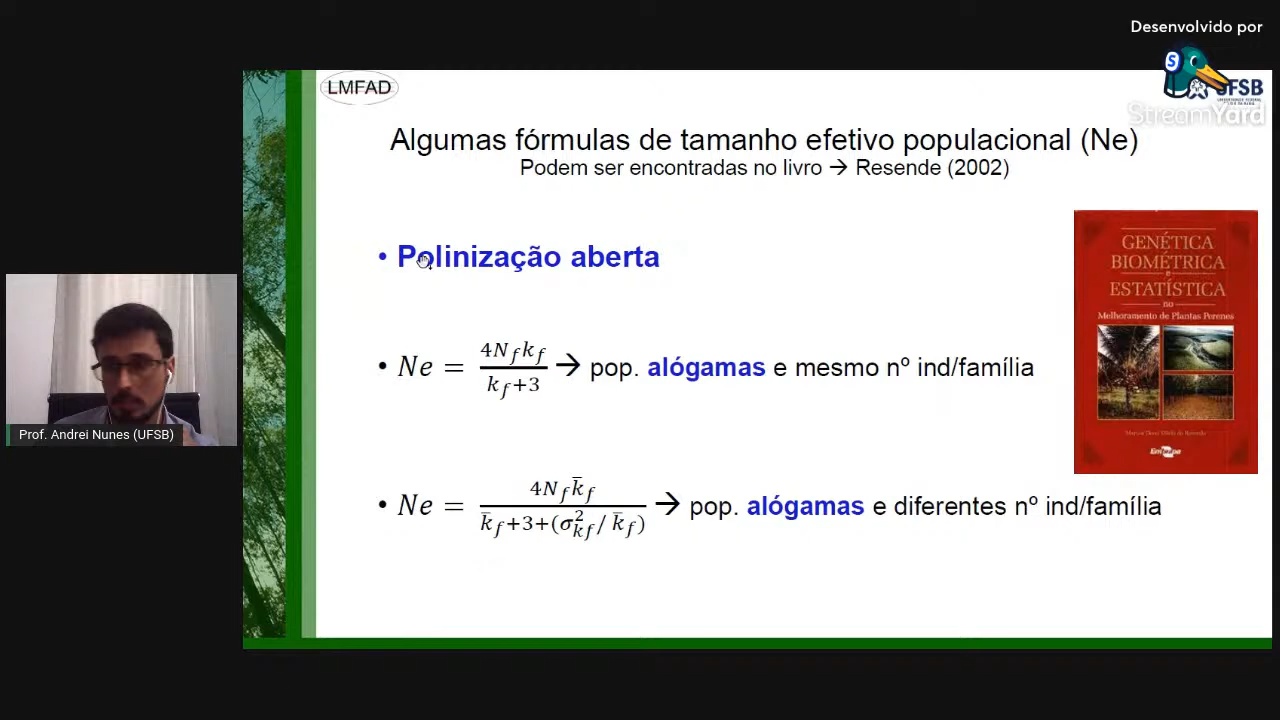 Desenvolvido por
S
StreamYard
UFSB
LMFAD
Algumas fórmulas de tamanho efetivo populacional (Ne)
Podem ser encontradas no livro → Resende (2002)
• Polinização aberta
• Ne = 4N_f k_f / k_f+3 → pop. alógamas e mesmo nº ind/família
• Ne = 4N_f k̄_f / k̄_f+3+(σ²_kf / k̄_f) → pop. alógamas e diferentes nº ind/família
GENÉTICA
BIOMÉTRICA
e
ESTATÍSTICA
no
Melhoramento de Plantas Perenes
Embrapa
Prof. Andrei Nunes (UFSB)